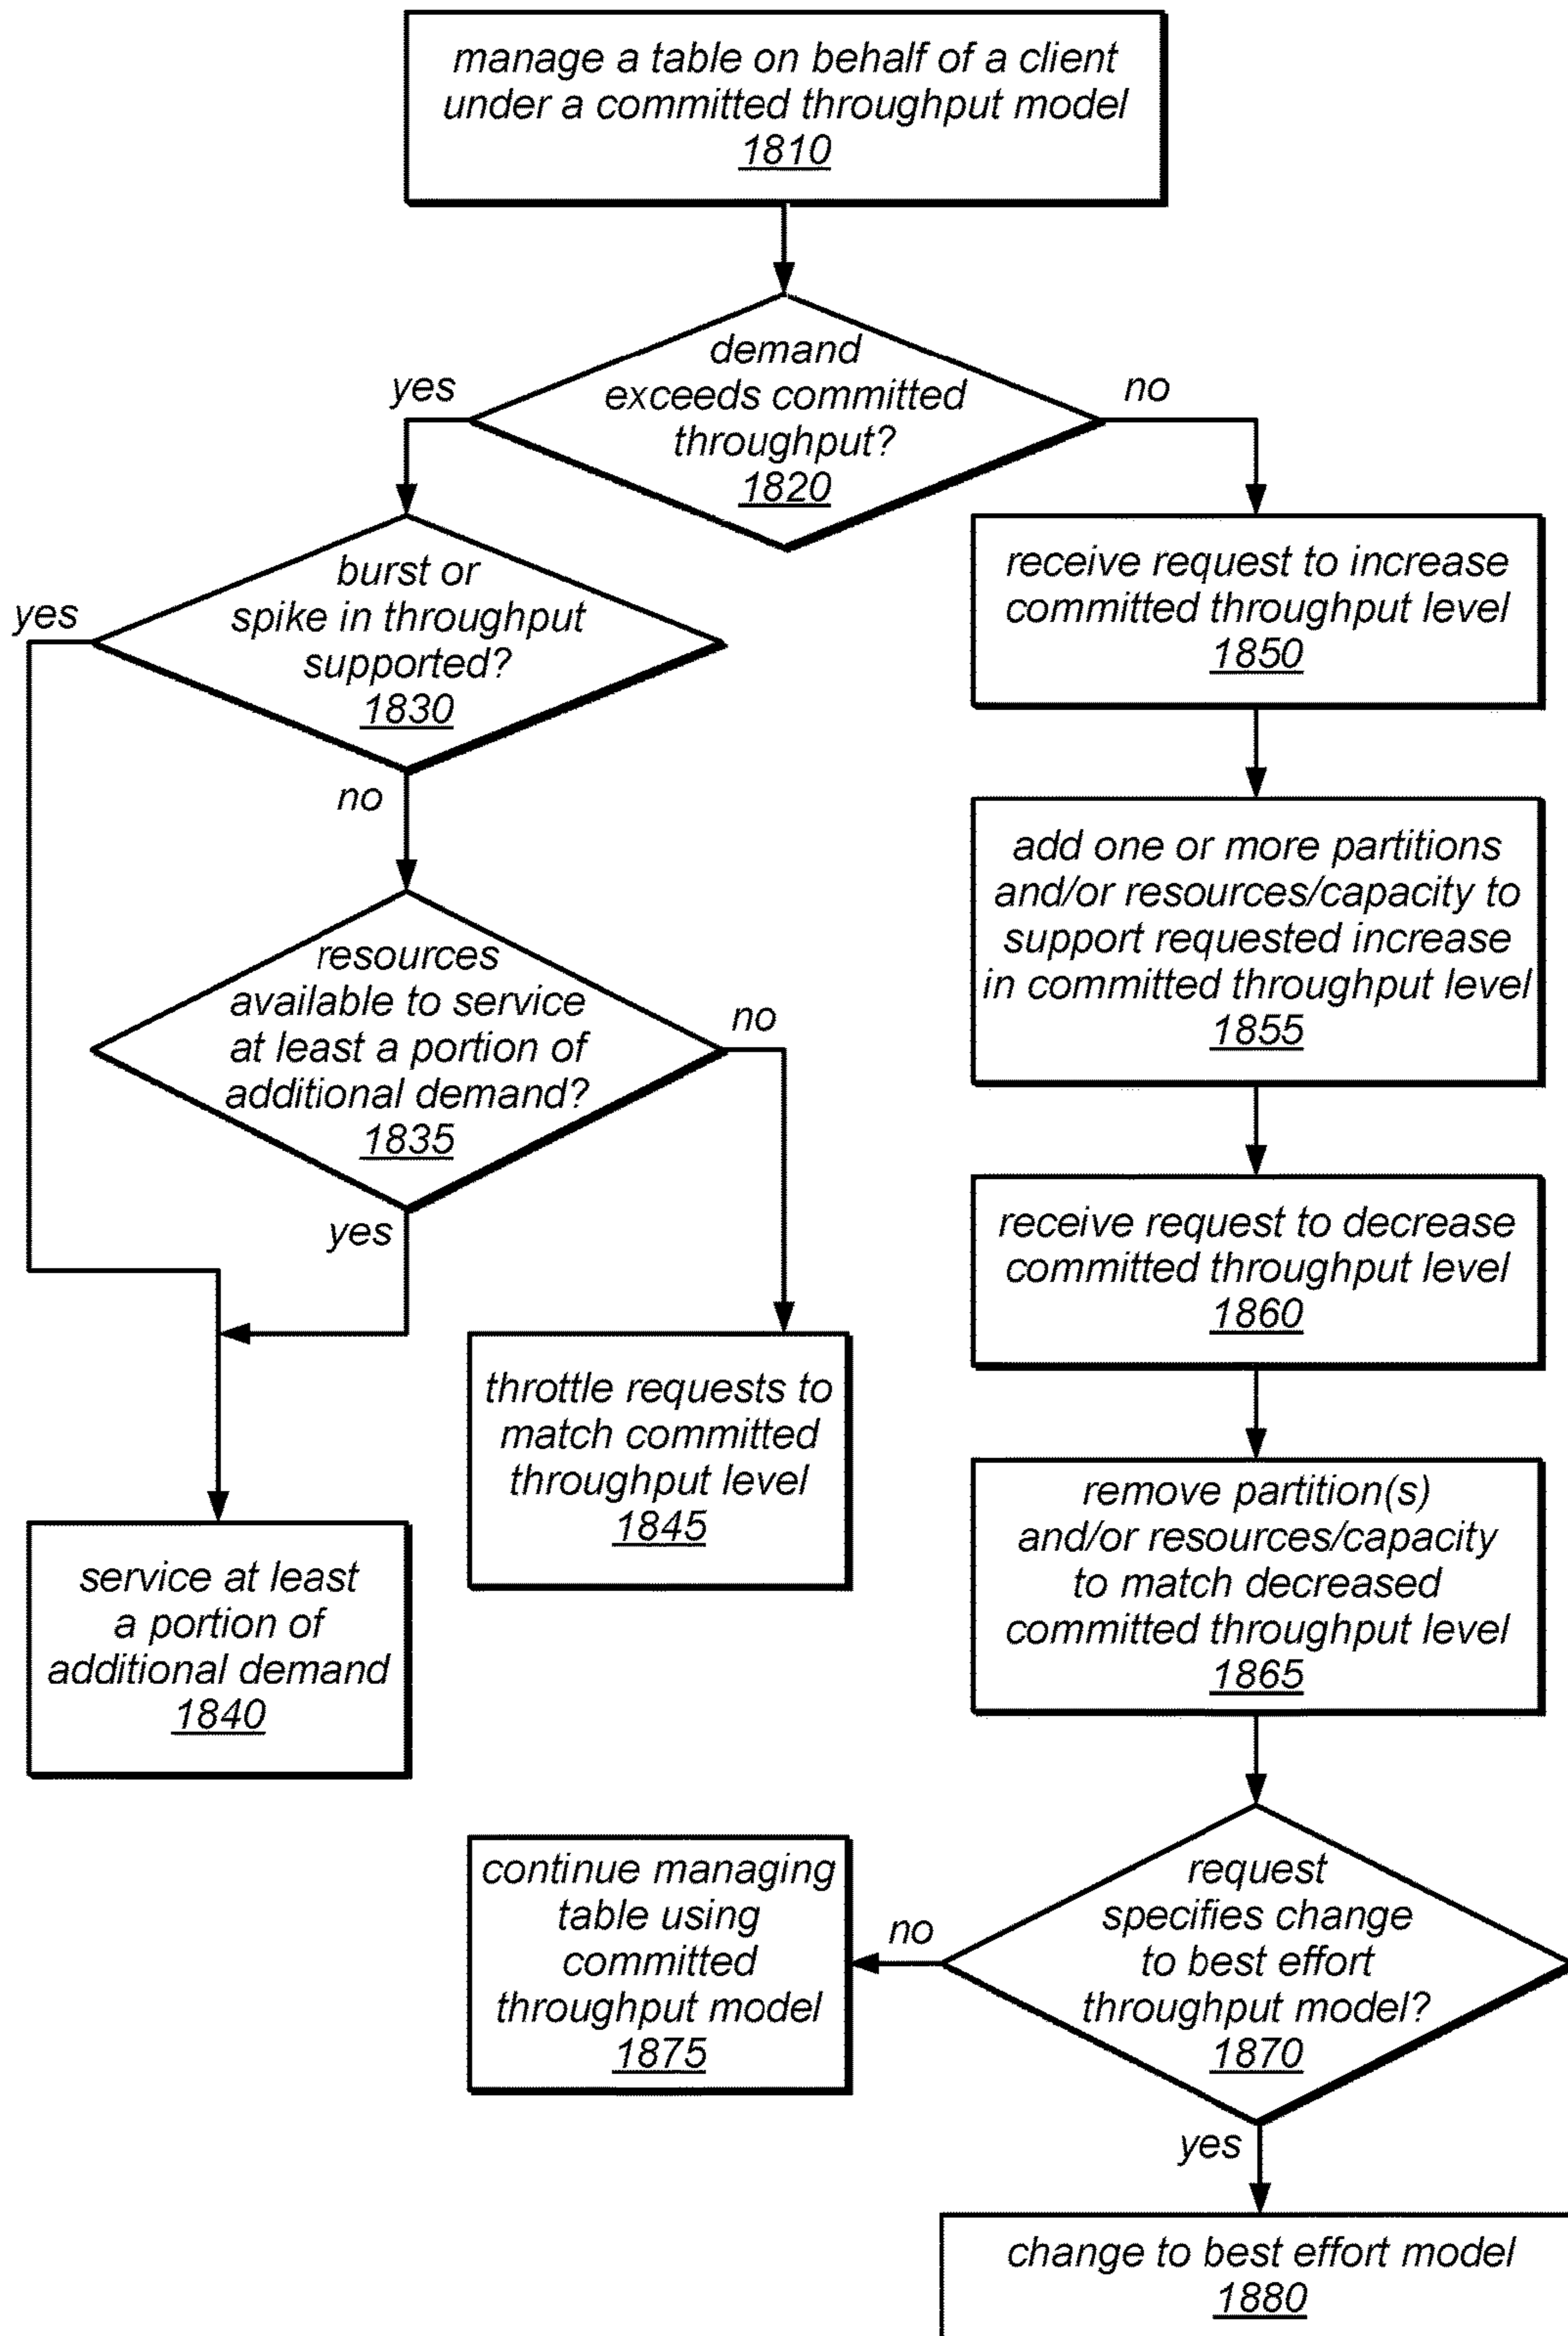 manage a table on behalf of a client
under a committed throughput model
1810
demand
exceeds committed
throughput?
1820
yes
no
burst or
spike in throughput
supported?
1830
yes
no
resources
available to service
at least a portion of
additional demand?
1835
no
yes
throttle requests to
match committed
throughput level
1845
service at least
a portion of
additional demand
1840
receive request to increase
committed throughput level
1850
add one or more partitions
and/or resources/capacity to
support requested increase
in committed throughput level
1855
receive request to decrease
committed throughput level
1860
remove partition(s)
and/or resources/capacity
to match decreased
committed throughput level
1865
request
specifies change
to best effort
throughput model?
1870
no
continue managing
table using
committed
throughput model
1875
yes
change to best effort model
1880